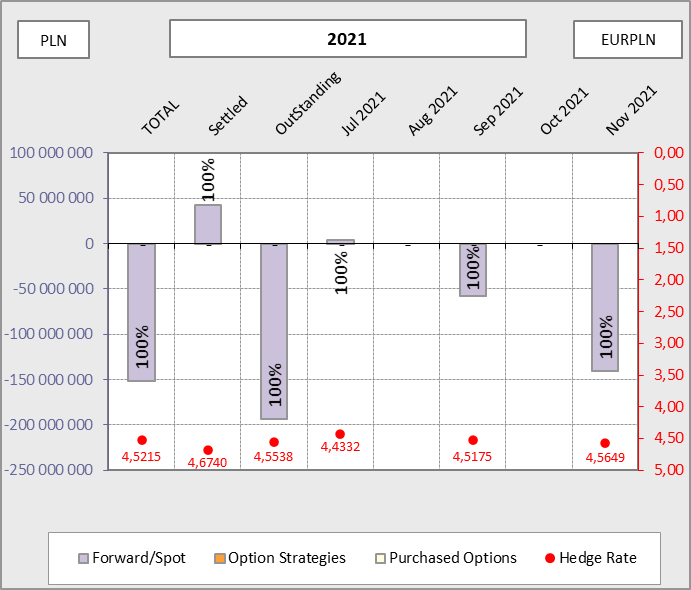 PLN
2021
EURPLN
TOTAL
Settled
OutStanding
Jul 2021
Aug 2021
Sep 2021
Oct 2021
Nov 2021
100 000 000
50 000 000
0
-50 000 000
-100 000 000
-150 000 000
-200 000 000
-250 000 000
0,00
0,50
1,00
1,50
2,00
2,50
3,00
3,50
4,00
4,50
5,00
100%
100%
100%
100%
100%
100%
4,5215
4,6740
4,5538
4,4332
4,5175
4,5649
Forward/Spot
Option Strategies
Purchased Options
Hedge Rate